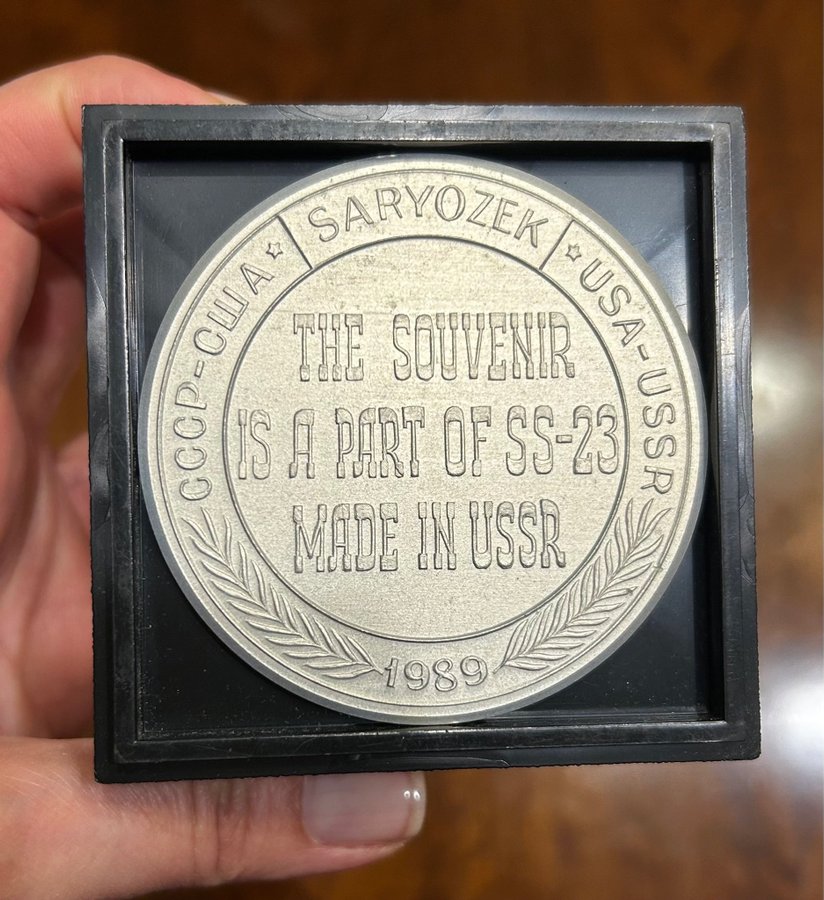 СССР-США
SARYOZEK
USA-USSR
THE SOUVENIR
IS A PART OF SS-23
MADE IN USSR
1989